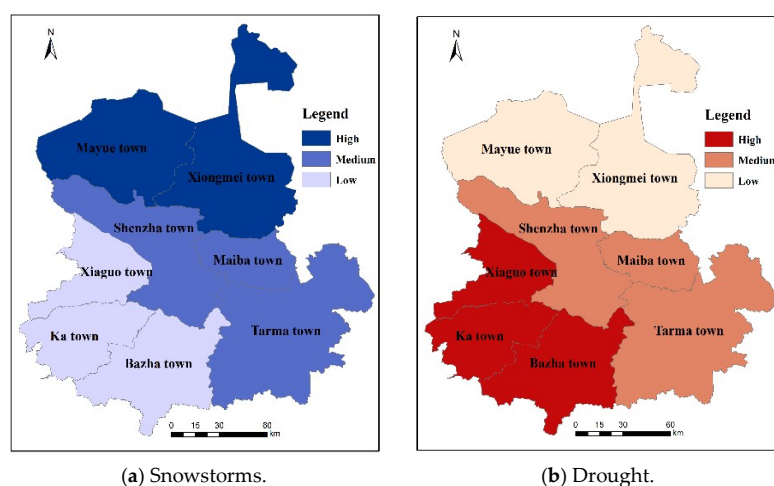 N
Legend
High
Medium
Low
Mayue town
Xiongmei town
Shenzha town
Maiba town
Xiaguo town
Tarma town
Ka town
Bazha town
0 15 30 60
km
(a) Snowstorms.
N
Legend
High
Medium
Low
Mayue town
Xiongmei town
Shenzha town
Maiba town
Xiaguo town
Tarma town
Ka town
Bazha town
0 15 30 60
km
(b) Drought.